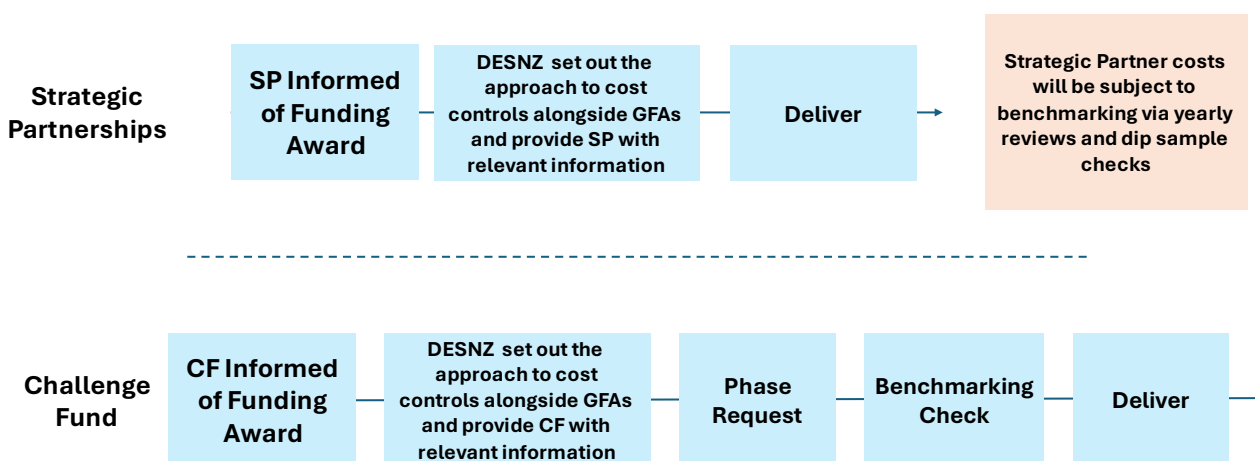 Strategic
Partnerships
SP Informed
of Funding
Award
DESNZ set out the
approach to cost
controls alongside GFAs
and provide SP with
relevant information
Deliver
Strategic Partner costs
will be subject to
benchmarking via yearly
reviews and dip sample
checks
Challenge
Fund
CF Informed
of Funding
Award
DESNZ set out the
approach to cost
controls alongside GFAs
and provide CF with
relevant information
Phase
Request
Benchmarking
Check
Deliver